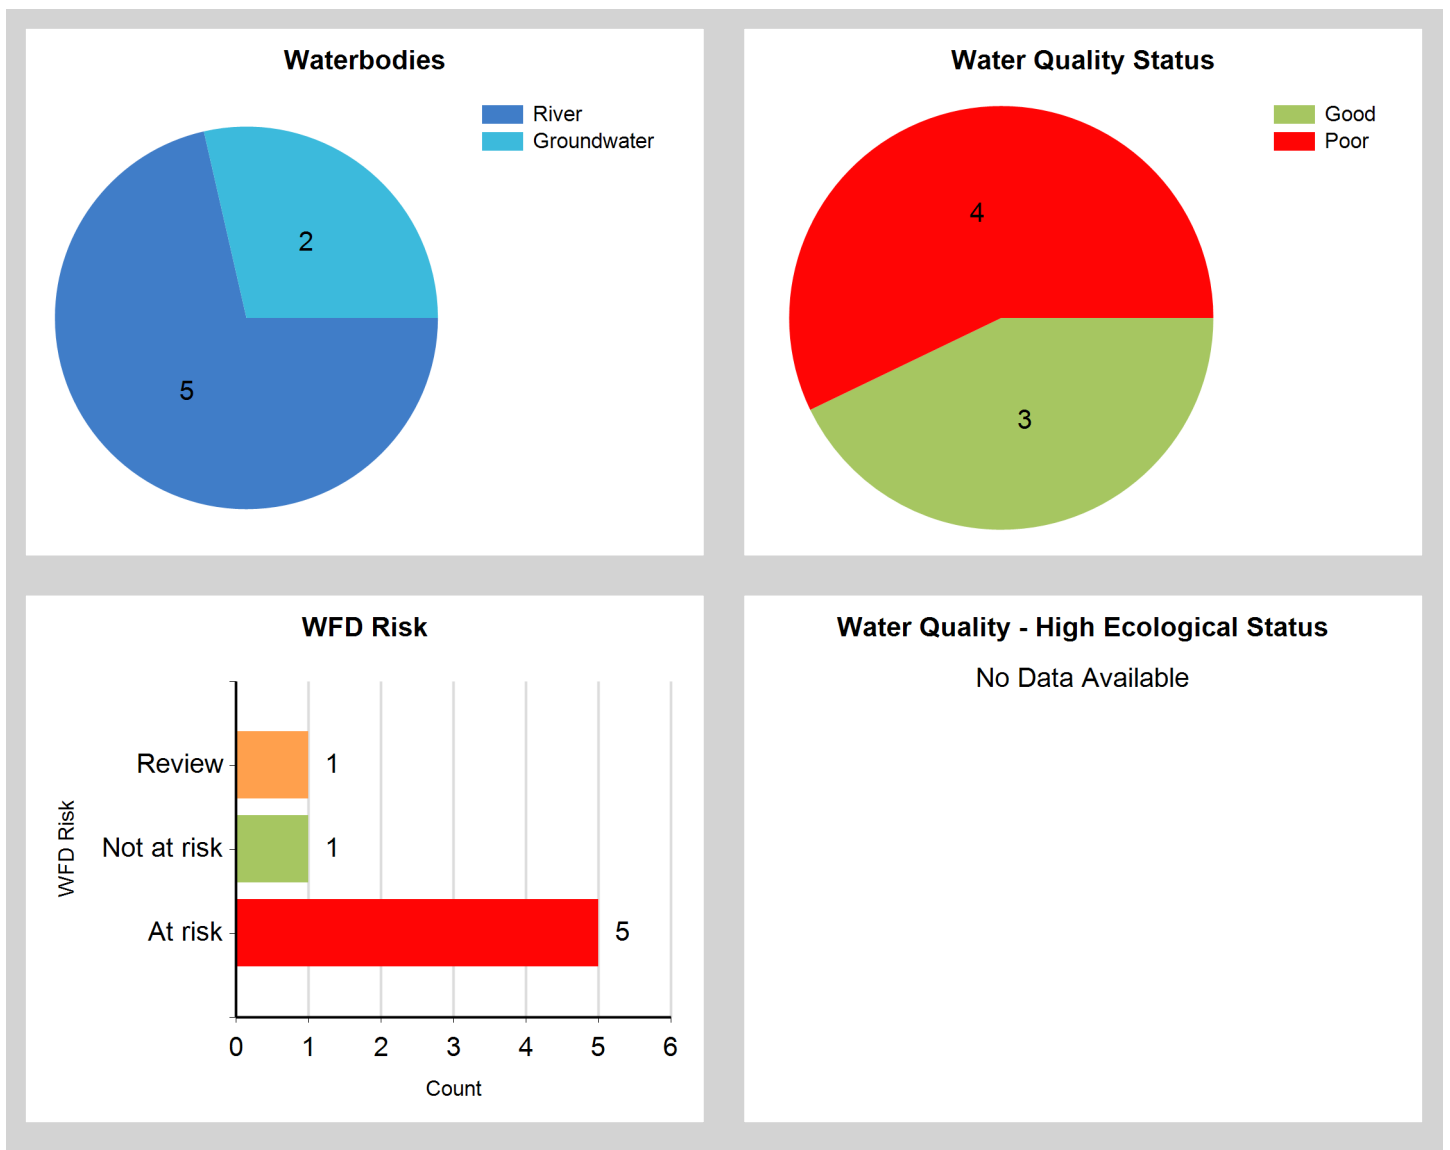 Waterbodies
River
Groundwater
2
5
Water Quality Status
Good
Poor
4
3
WFD Risk
WFD Risk
Review
1
Not at risk
1
At risk
5
0 1 2 3 4 5 6
Count
Water Quality - High Ecological Status
No Data Available